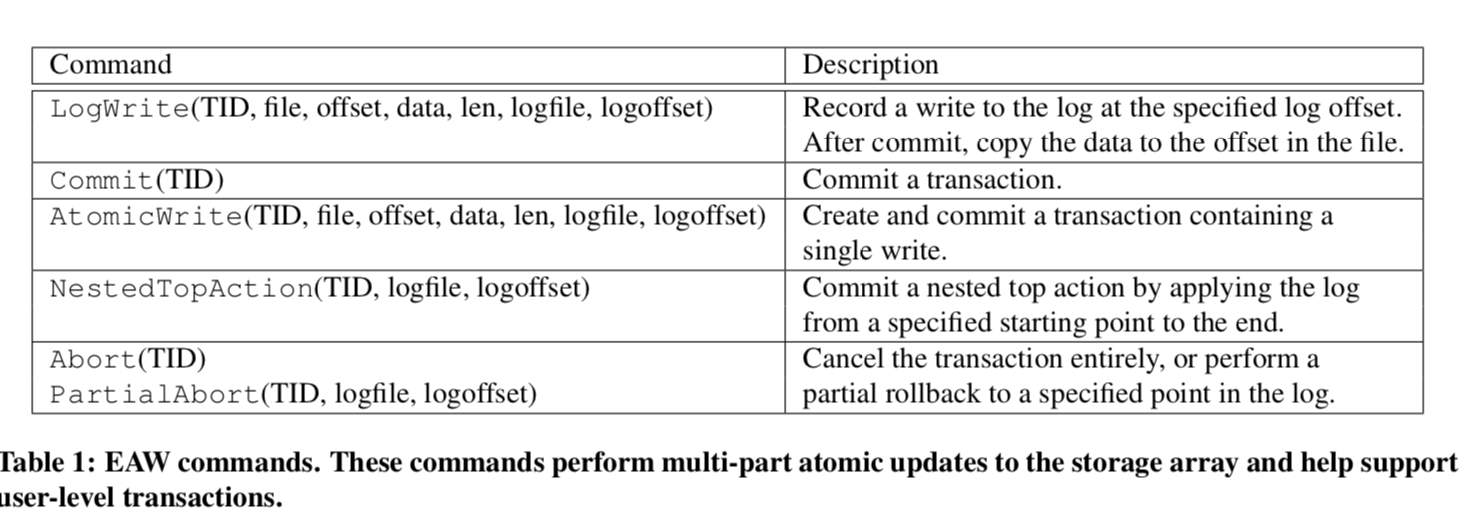 Command Description
LogWrite(TID, file, offset, data, len, logfile, logoffset) Record a write to the log at the specified log offset.
After commit, copy the data to the offset in the file.
Commit(TID) Commit a transaction.
AtomicWrite(TID, file, offset, data, len, logfile, logoffset) Create and commit a transaction containing a
single write.
NestedTopAction(TID, logfile, logoffset) Commit a nested top action by applying the log
from a specified starting point to the end.
Abort(TID) Cancel the transaction entirely, or perform a
PartialAbort(TID, logfile, logoffset) partial rollback to a specified point in the log.
Table 1: EAW commands. These commands perform multi-part atomic updates to the storage array and help support
user-level transactions.